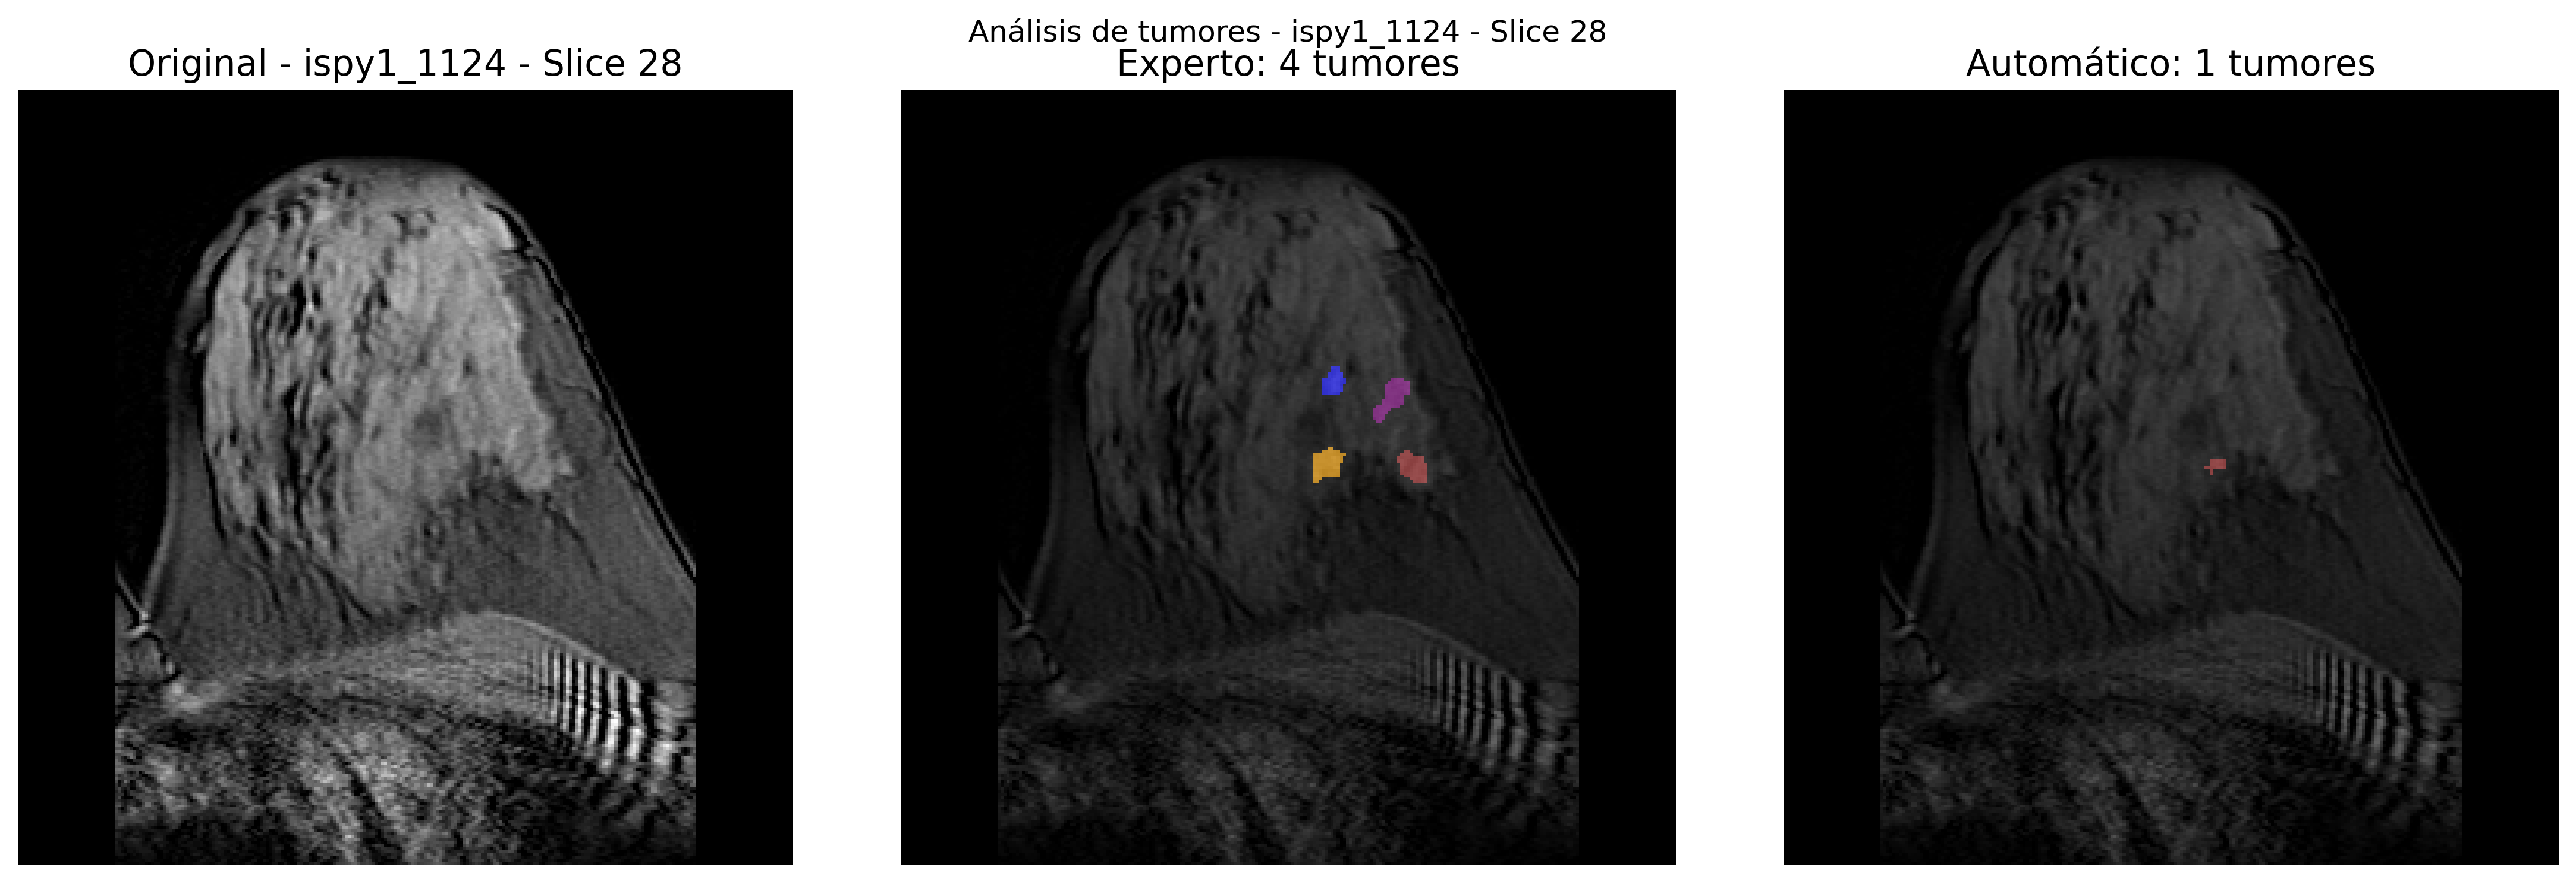 Análisis de tumores - ispy1_1124 - Slice 28
Original - ispy1_1124 - Slice 28
Experto: 4 tumores
Automático: 1 tumores